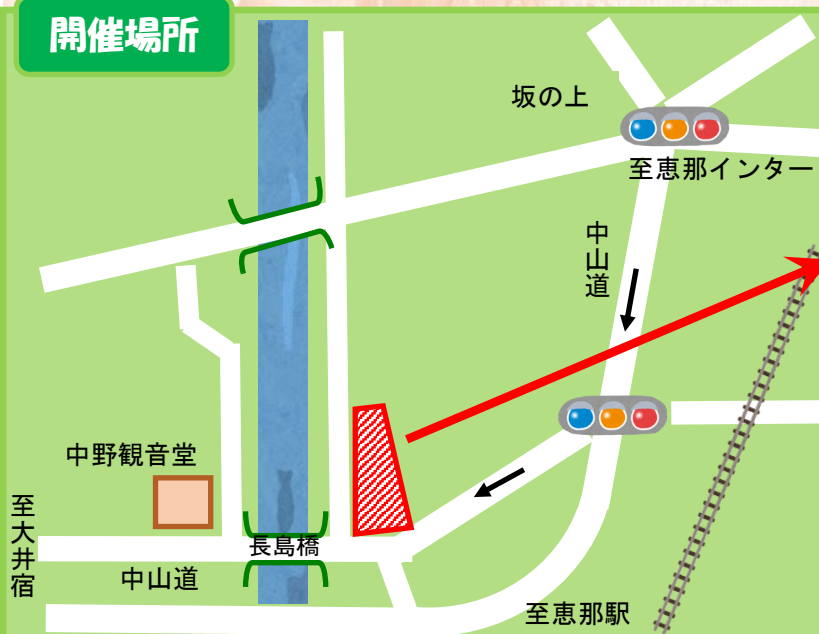 開催場所
坂の上
至恵那インター
中山道
中野観音堂
至大井宿
長島橋
中山道
至恵那駅